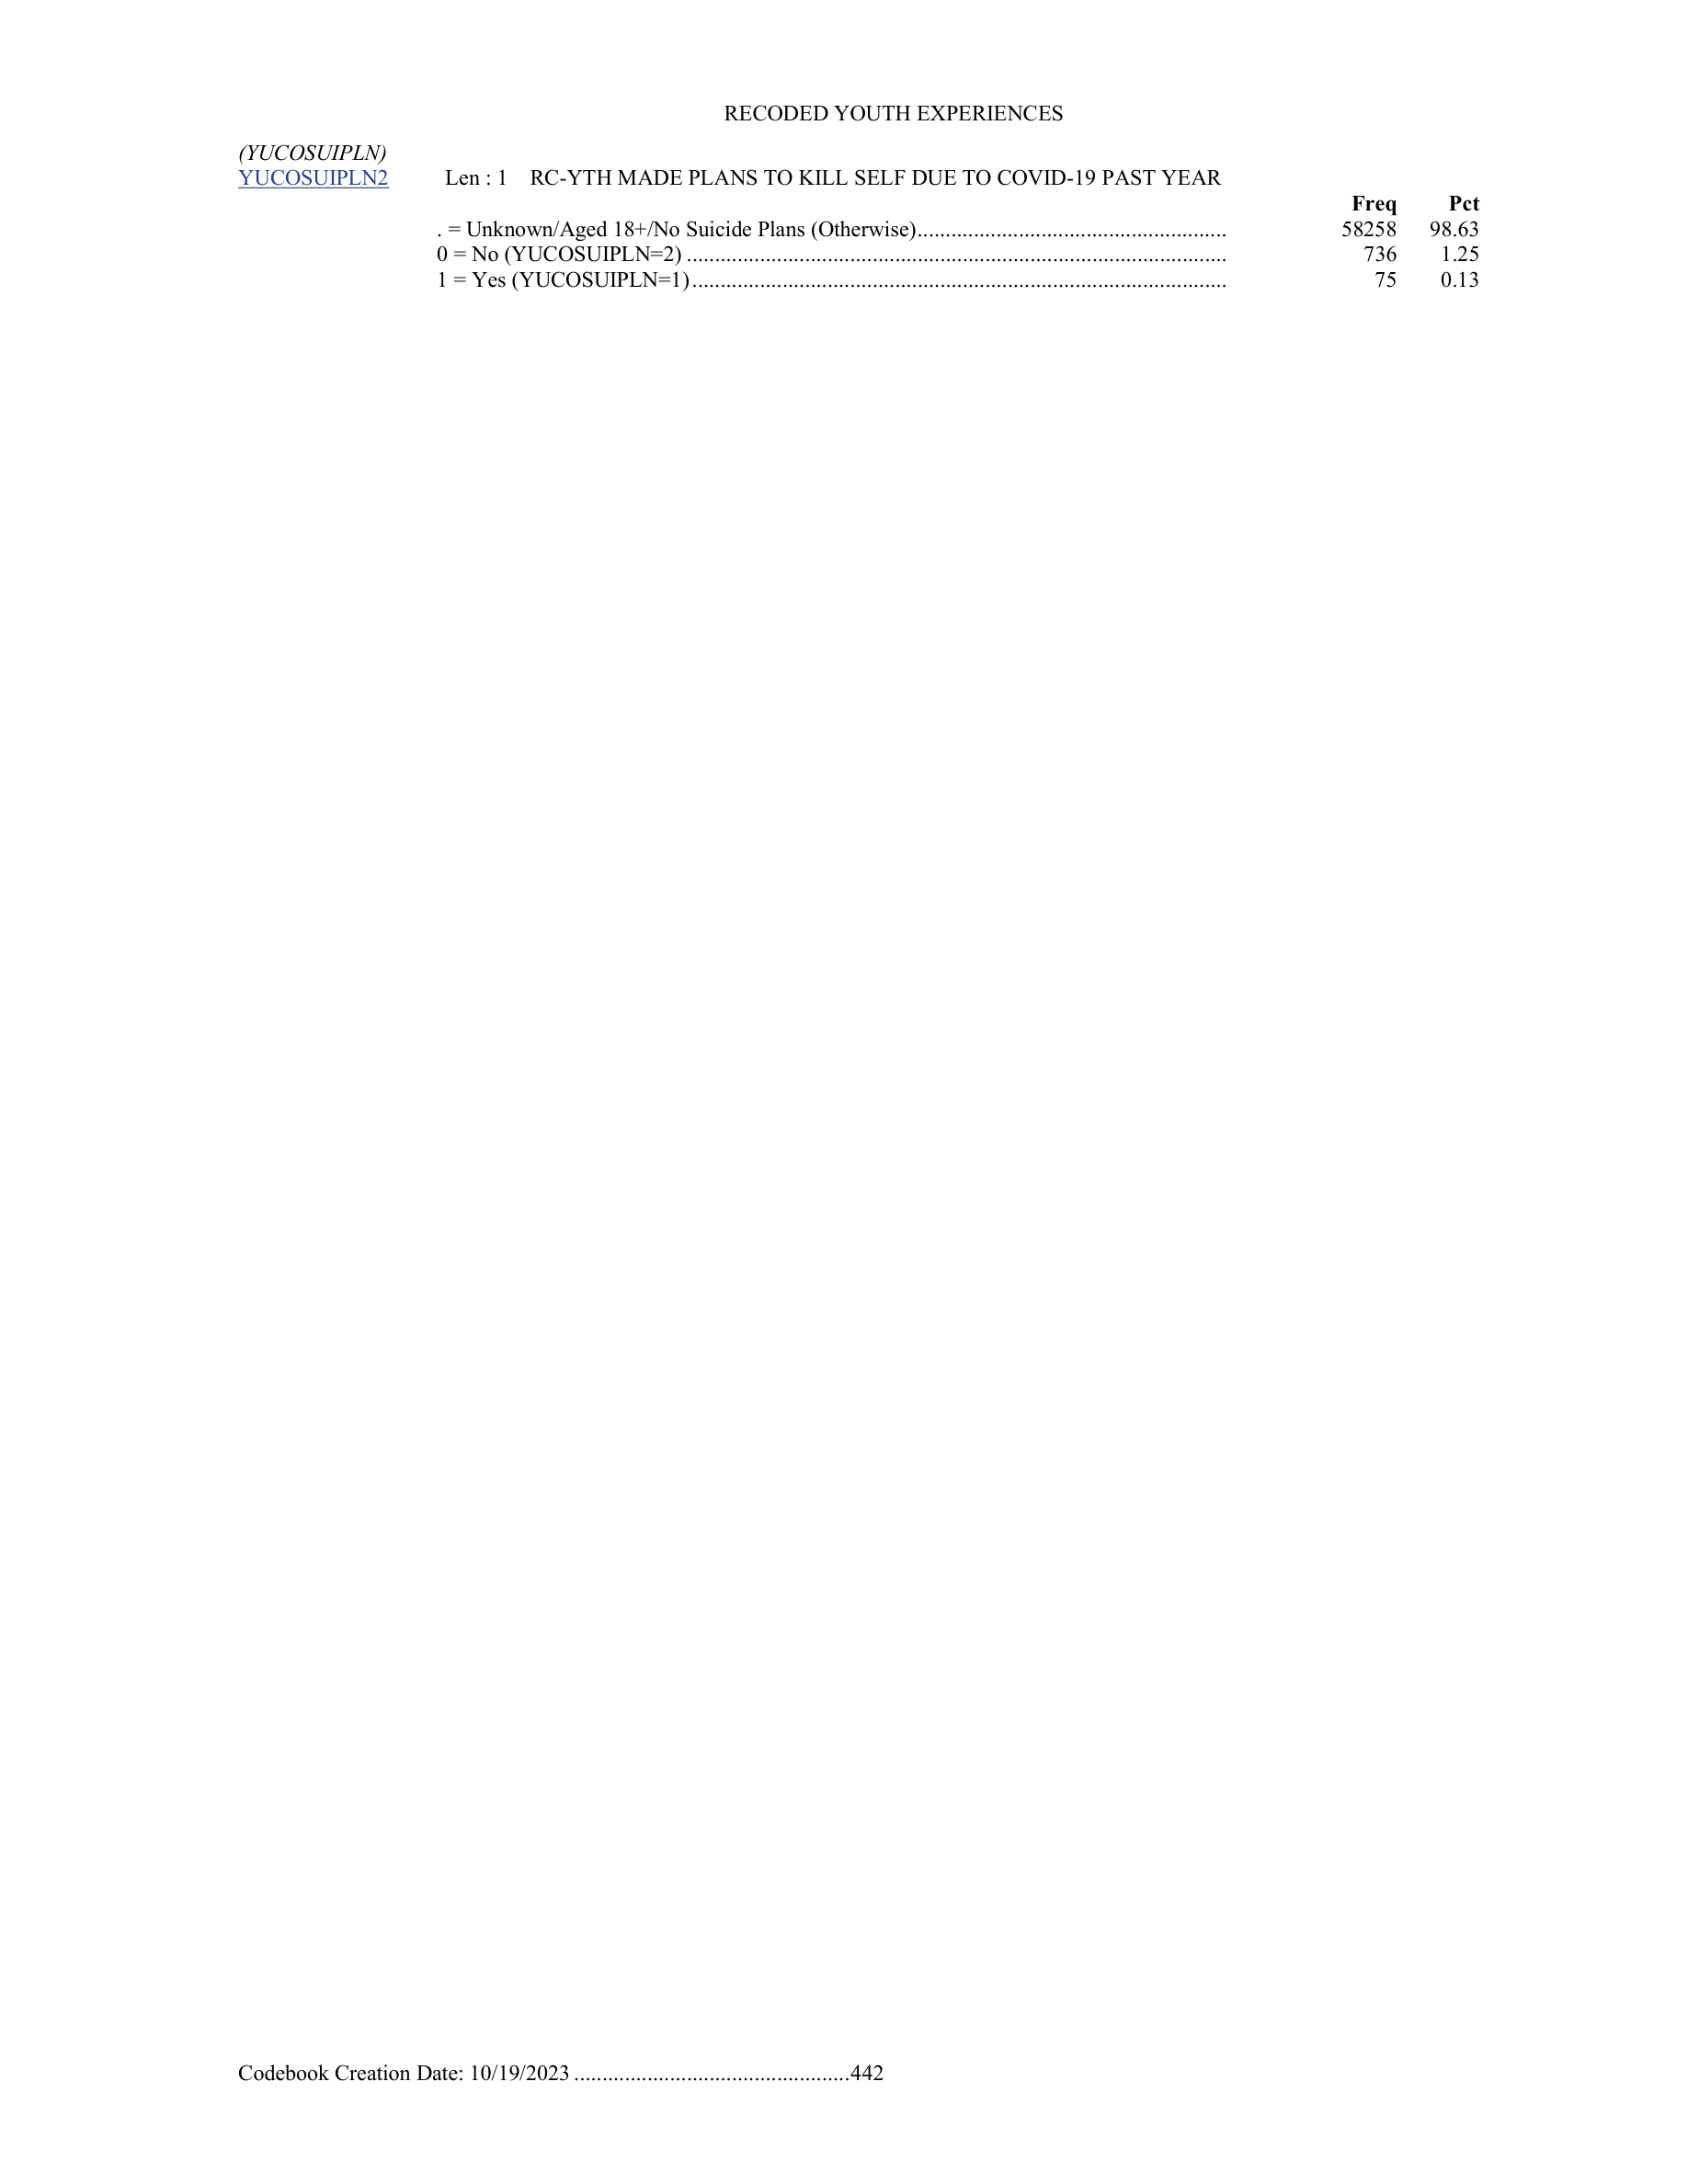 RECODED YOUTH EXPERIENCES
(YUCOSUIPLN)
YUCOSUIPLN2 Len : 1 RC-YTH MADE PLANS TO KILL SELF DUE TO COVID-19 PAST YEAR
Freq Pct
. = Unknown/Aged 18+/No Suicide Plans (Otherwise)....................................................... 58258 98.63
0 = No (YUCOSUIPLN=2) ................................................................................................ 736 1.25
1 = Yes (YUCOSUIPLN=1)............................................................................................... 75 0.13
Codebook Creation Date: 10/19/2023 .................................................442